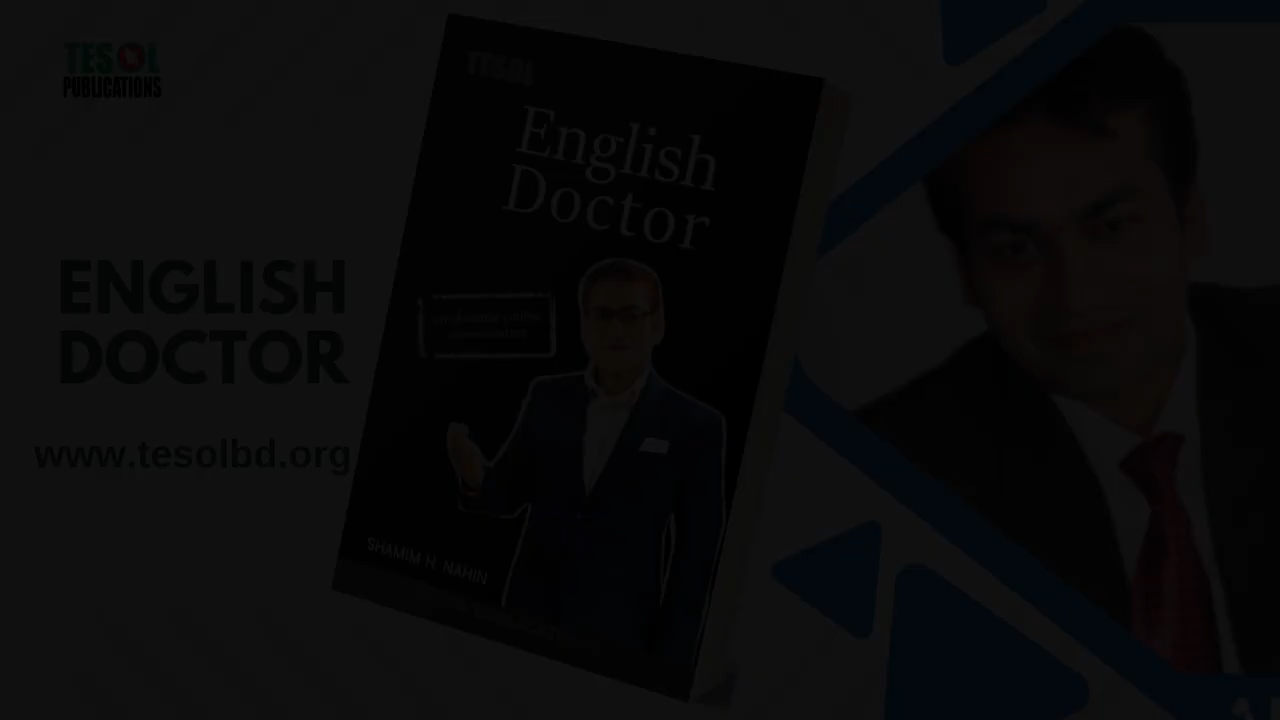 TESOL
PUBLICATIONS
ENGLISH
DOCTOR
www.tesolbd.org
TESOL
English
Doctor
SHAMIM H. NAHIN